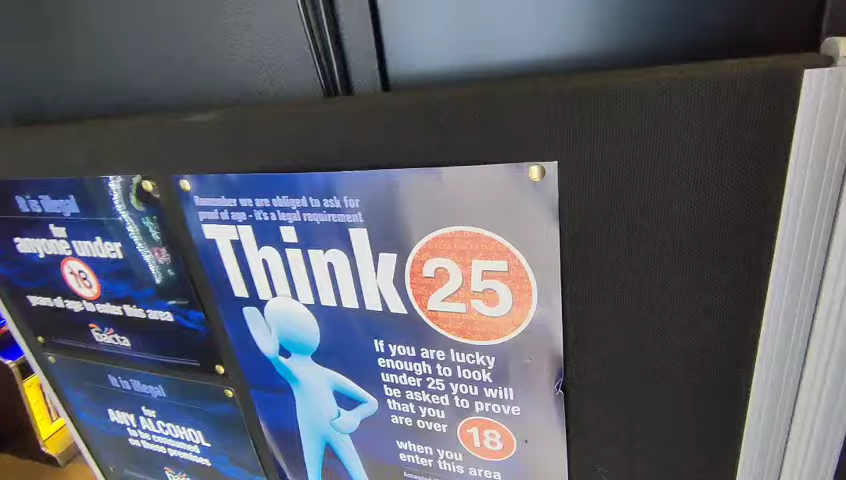 It is illegal
for
anyone under
18
years of age to enter this area
bacta
It is illegal
for
ANY ALCOHOL
to be consumed
on these premises
bacta
Remember we are obliged to ask for
proof of age - it's a legal requirement
Think 25
If you are lucky
enough to look
under 25 you will
be asked to prove
that you
are over 18
when you
enter this area
Accepted